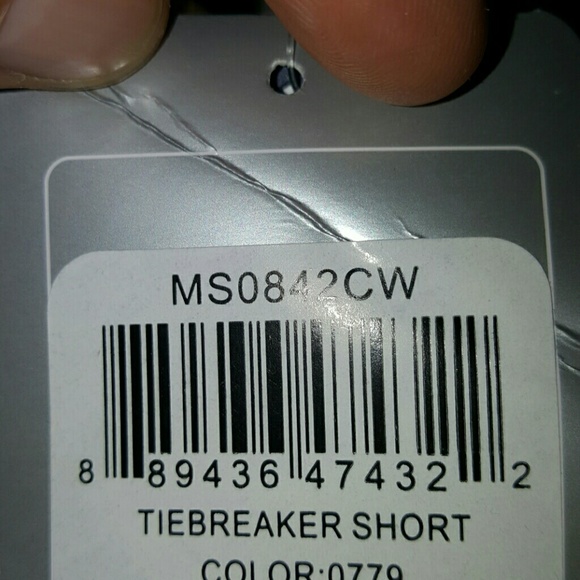 MS0842CW
8 89436 47432 2
TIEBREAKER SHORT
COLOR:0779